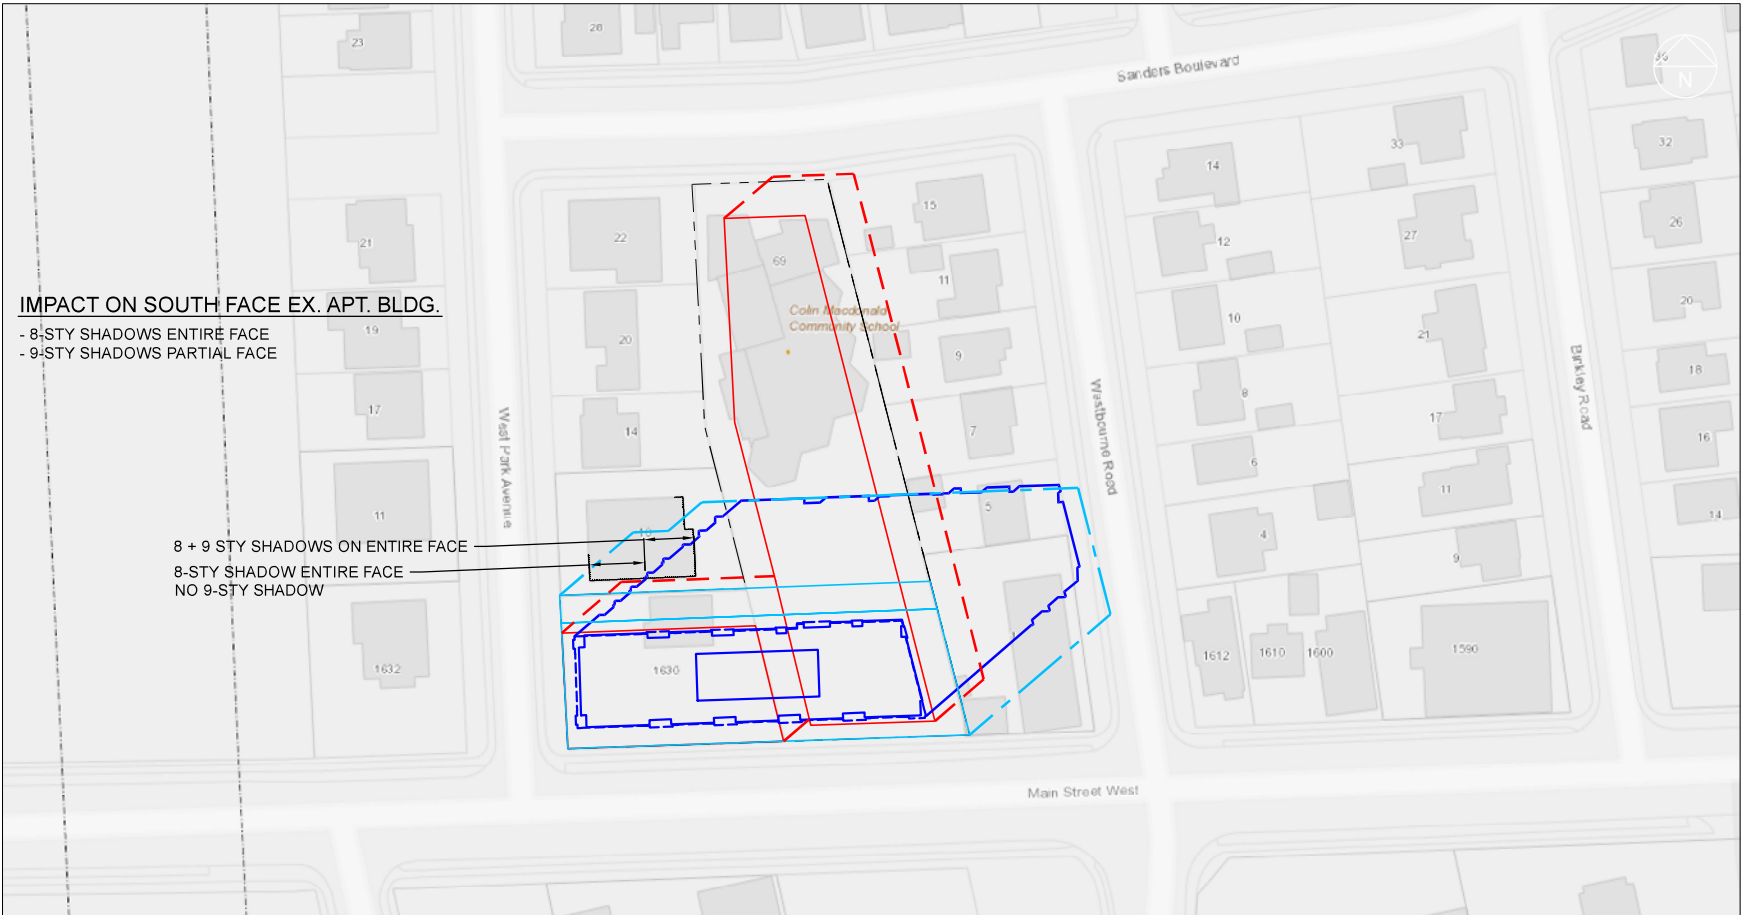 23
28
Sanders Boulevard
36
N
14
33
32
15
22
21
12
27
26
69
11
IMPACT ON SOUTH FACE EX. APT. BLDG.
Colin Macdonald
Community School
10
20
- 8-STY SHADOWS ENTIRE FACE
19
20
21
- 9-STY SHADOWS PARTIAL FACE
9
Binkley Road
18
17
8
West Park Avenue
Westbourne Road
14
7
17
16
6
11
11
5
14
16
4
8 + 9 STY SHADOWS ON ENTIRE FACE
9
8-STY SHADOW ENTIRE FACE
NO 9-STY SHADOW
1632
1630
1612
1610
1600
1590
Main Street West